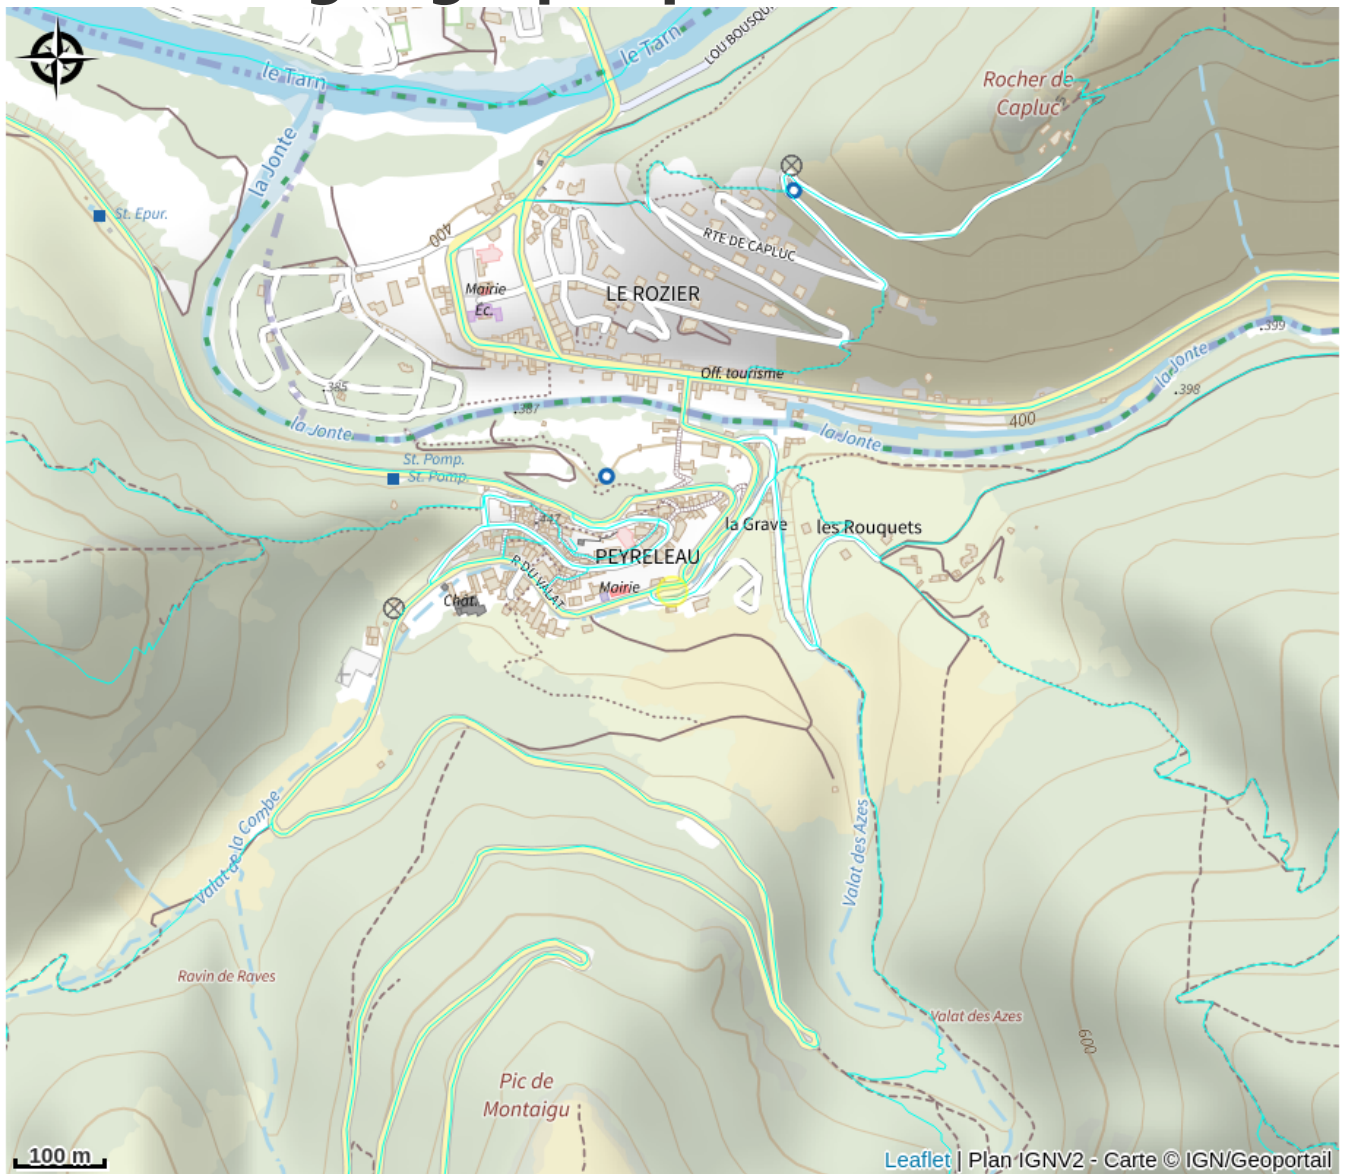 le Tarn
le Tarn
LOU BOUSQU
Rocher de
Capluc
la Jonte
St. Epur.
400
RTE DE CAPLUC
Mairie
Éc.
LE ROZIER
.399
la Jonte
.385
Off. tourisme
.398
.387
400
la Jonte
la Jonte
St. Pomp.
St. Pomp.
.447
la Grave
les Rouquets
PEYRELEAU
R DU VALAT
Mairie
Chat.
Valat de la Combe
Valat des Azes
Ravin de Raves
Valat des Azes
600
Pic de
Montaigu
100 m
Leaflet | Plan IGNV2 - Carte © IGN/Geoportail